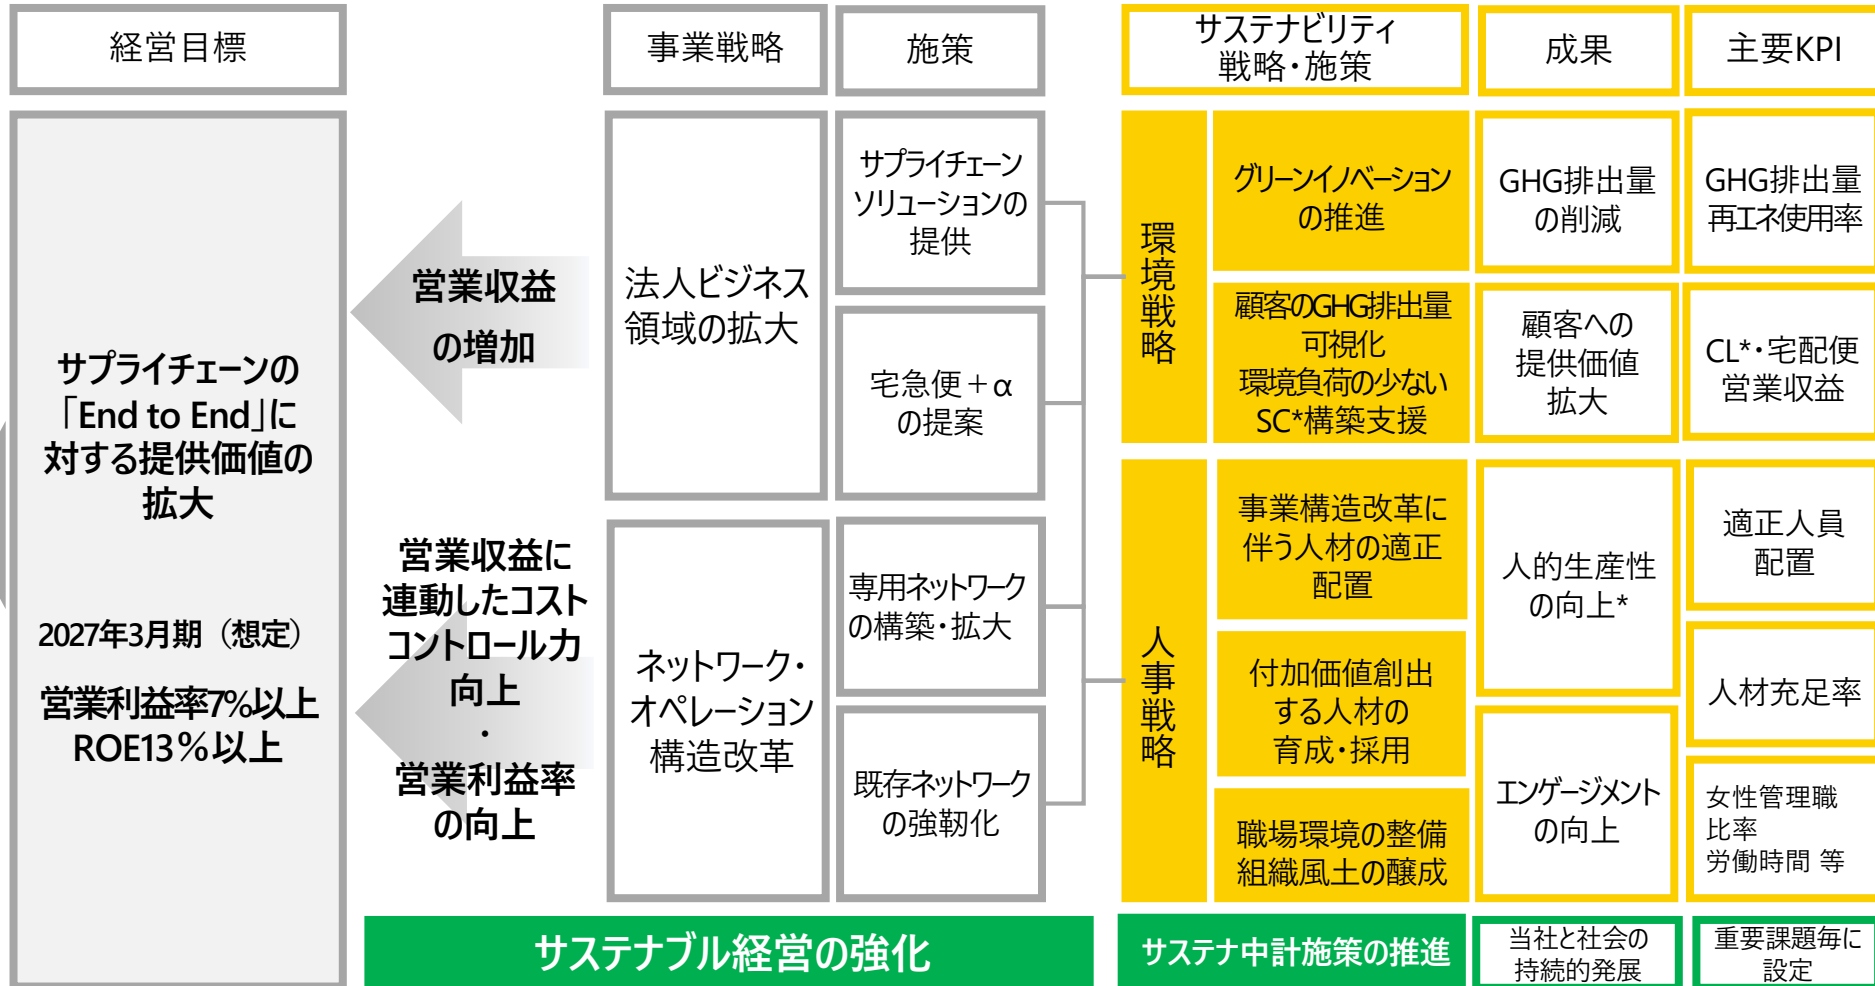 経営目標
事業戦略
施策
サステナビリティ
戦略・施策
成果
主要KPI
サプライチェーンの
「End to End」に
対する提供価値の
拡大
2027年3月期（想定）
営業利益率7%以上
ROE13％以上
営業収益
の増加
営業収益に
連動したコスト
コントロール力
向上
・
営業利益率
の向上
法人ビジネス
領域の拡大
ネットワーク・
オペレーション
構造改革
サプライチェーン
ソリューションの
提供
宅急便＋α
の提案
専用ネットワーク
の構築・拡大
既存ネットワーク
の強靭化
環境戦略
グリーンイノベーション
の推進
顧客のGHG排出量
可視化
環境負荷の少ない
SC*構築支援
GHG排出量
の削減
顧客への
提供価値
拡大
GHG排出量
再エネ使用率
CL*・宅配便
営業収益
人事戦略
事業構造改革に
伴う人材の適正
配置
付加価値創出
する人材の
育成・採用
職場環境の整備
組織風土の醸成
人的生産性
の向上*
エンゲージメント
の向上
適正人員
配置
人材充足率
女性管理職
比率
労働時間 等
サステナブル経営の強化
サステナ中計施策の推進
当社と社会の
持続的発展
重要課題毎に
設定